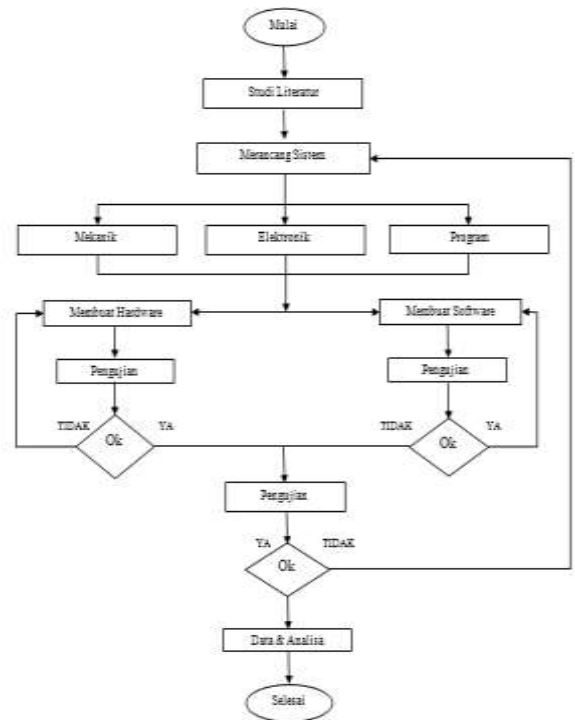 Mulai
Studi Literatur
Merancang Sistem
Mekanik
Elektronik
Program
Membuat Hardware
Membuat Software
Pengujian
Pengujian
TIDAK
Ok
YA
TIDAK
Ok
YA
Pengujian
YA
TIDAK
Ok
Data & Analisa
Selesai